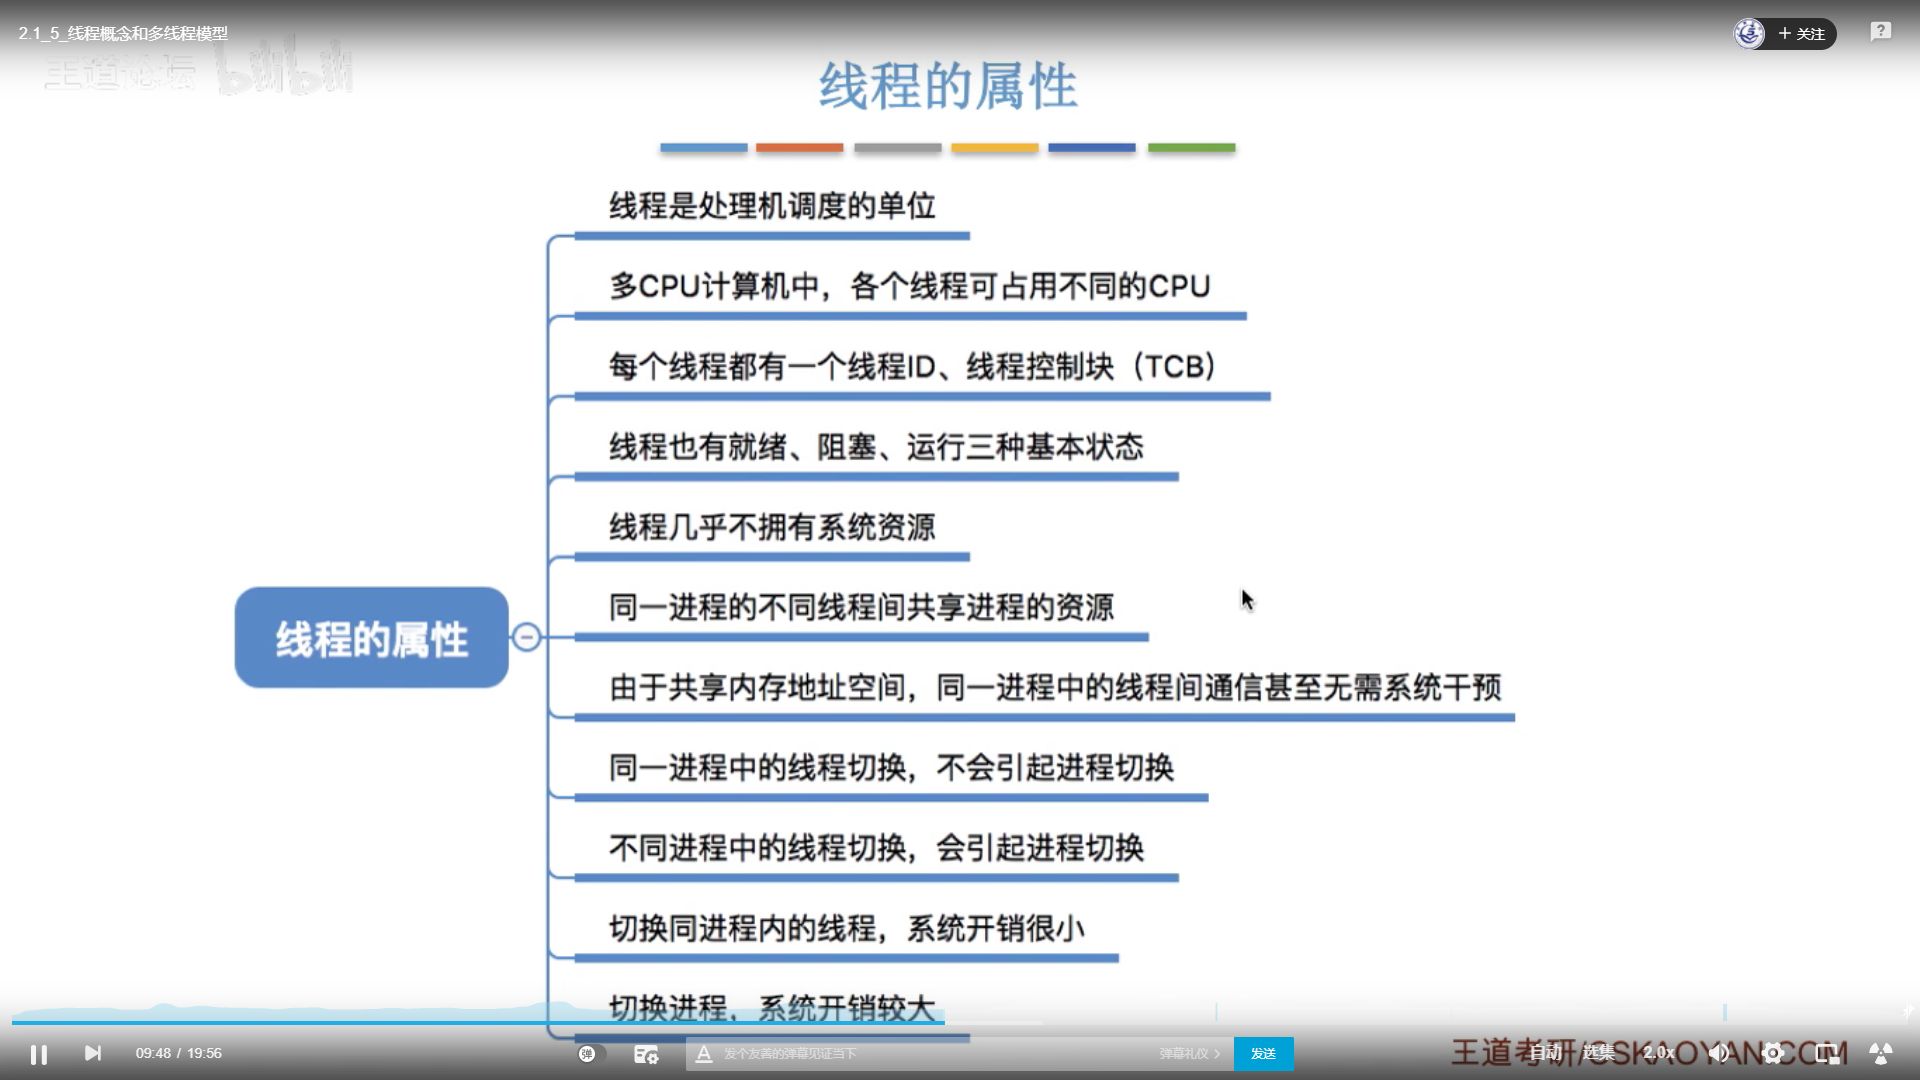 2.1_5_线程概念和多线程模型
关注
王道论坛 bilibili
线程的属性
线程是处理机调度的单位
多CPU计算机中，各个线程可占用不同的CPU
每个线程都有一个线程ID、线程控制块（TCB）
线程也有就绪、阻塞、运行三种基本状态
线程几乎不拥有系统资源
同一进程的不同线程间共享进程的资源
线程的属性
由于共享内存地址空间，同一进程中的线程间通信甚至无需系统干预
同一进程中的线程切换，不会引起进程切换
不同进程中的线程切换，会引起进程切换
切换同进程内的线程，系统开销很小
切换进程，系统开销较大
09:48 / 19:56
弹
发个友善的弹幕见证当下
弹幕礼仪 >
发送
王道考研/CSKAOYAN.COM
自动 选集 2.0x